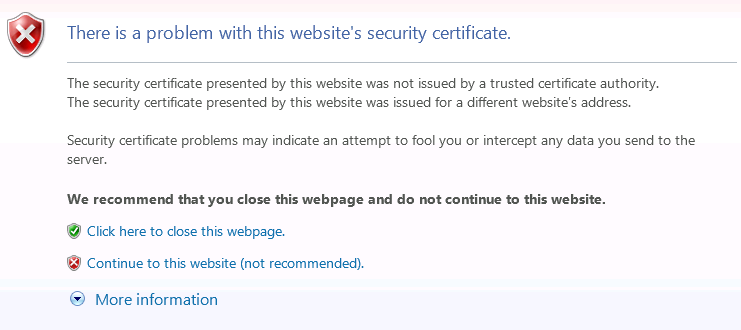 There is a problem with this website's security certificate.
The security certificate presented by this website was not issued by a trusted certificate authority.
The security certificate presented by this website was issued for a different website's address.
Security certificate problems may indicate an attempt to fool you or intercept any data you send to the
server.
We recommend that you close this webpage and do not continue to this website.
Click here to close this webpage.
Continue to this website (not recommended).
More information